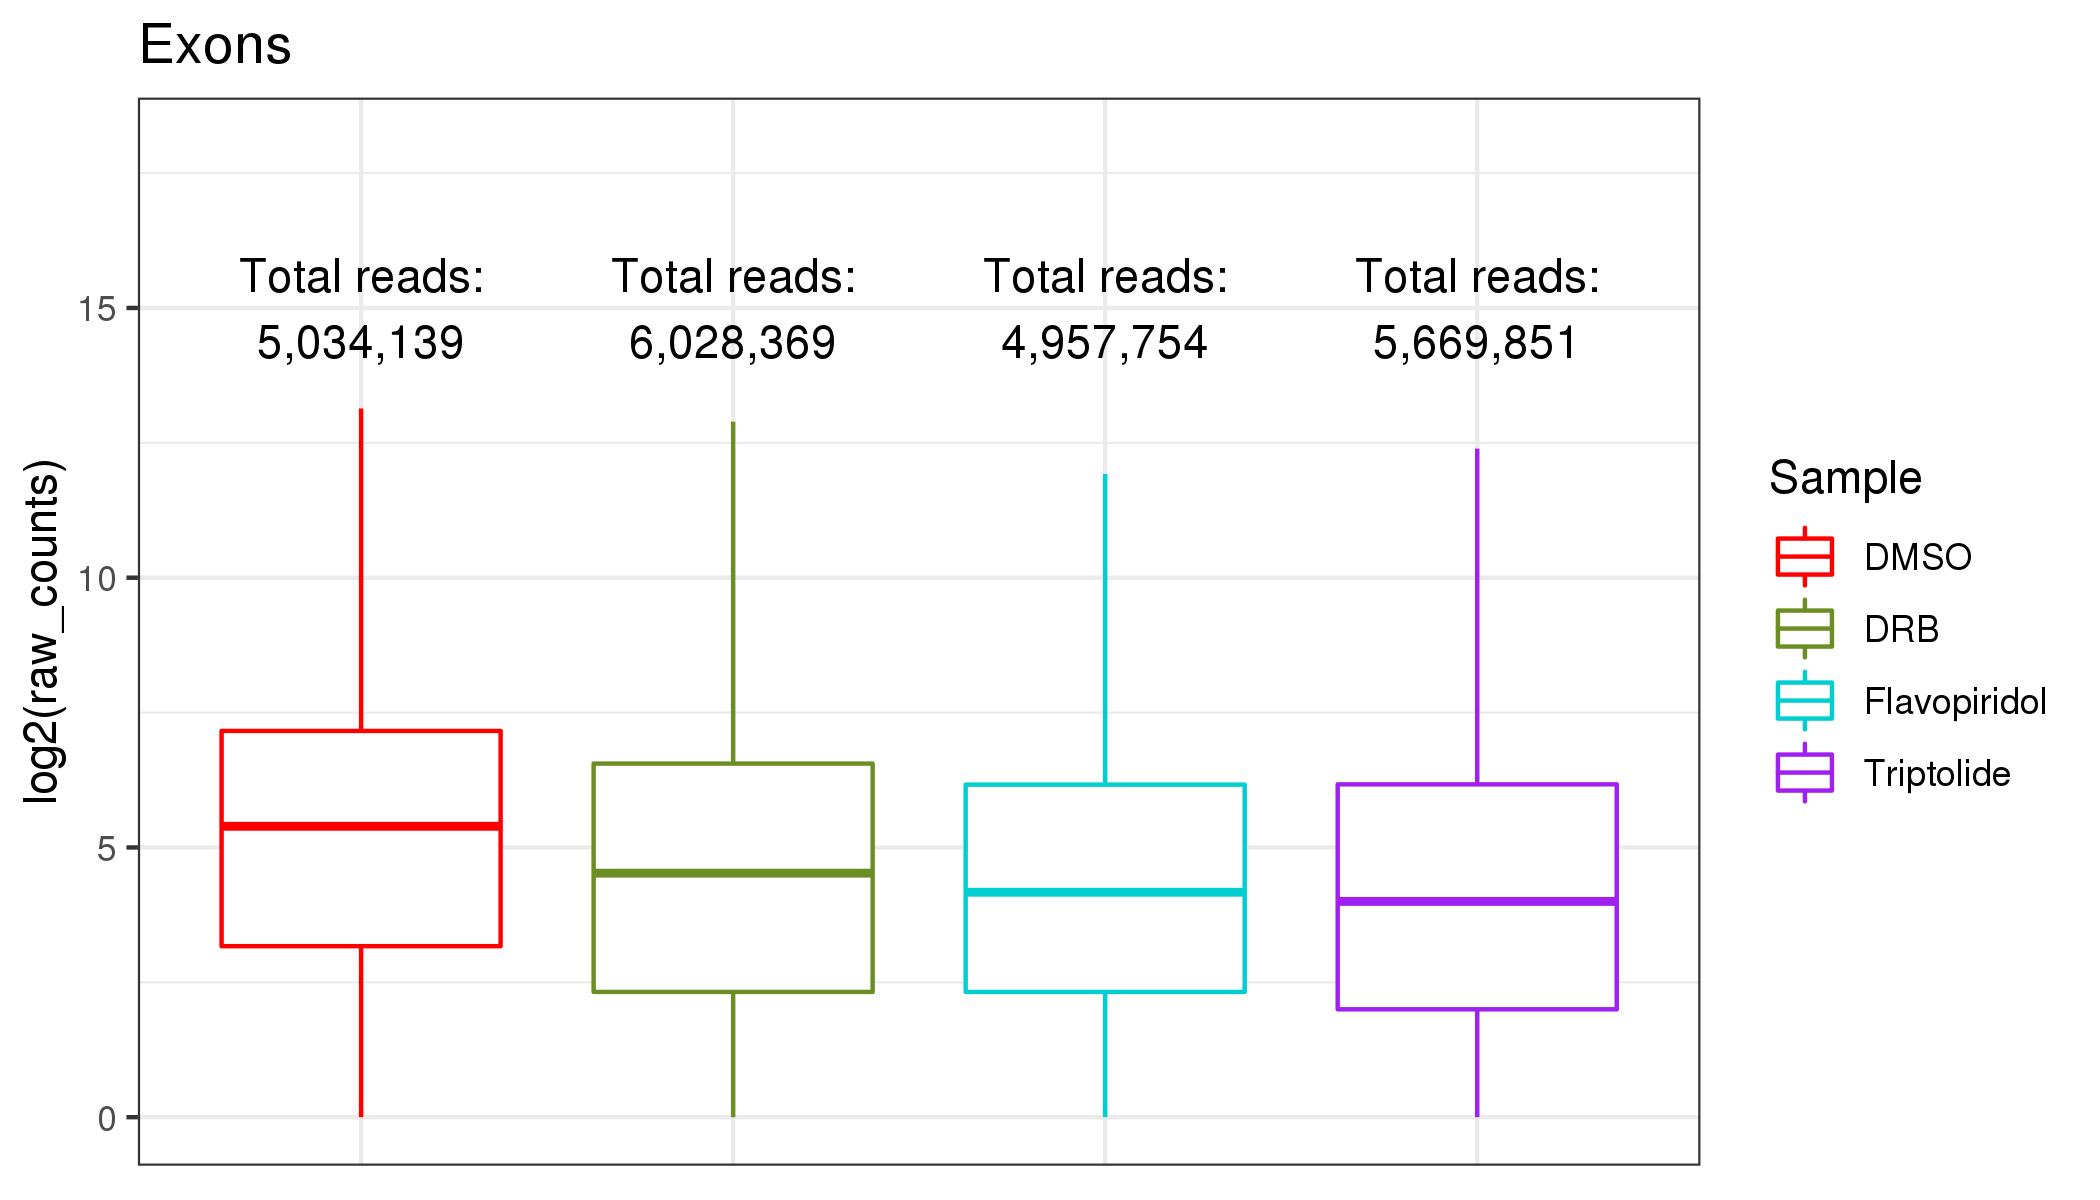 Exons
Total reads:
5,034,139
Total reads:
6,028,369
Total reads:
4,957,754
Total reads:
5,669,851
log2(raw_counts)
15
10
5
0
Sample
DMSO
DRB
Flavopiridol
Triptolide